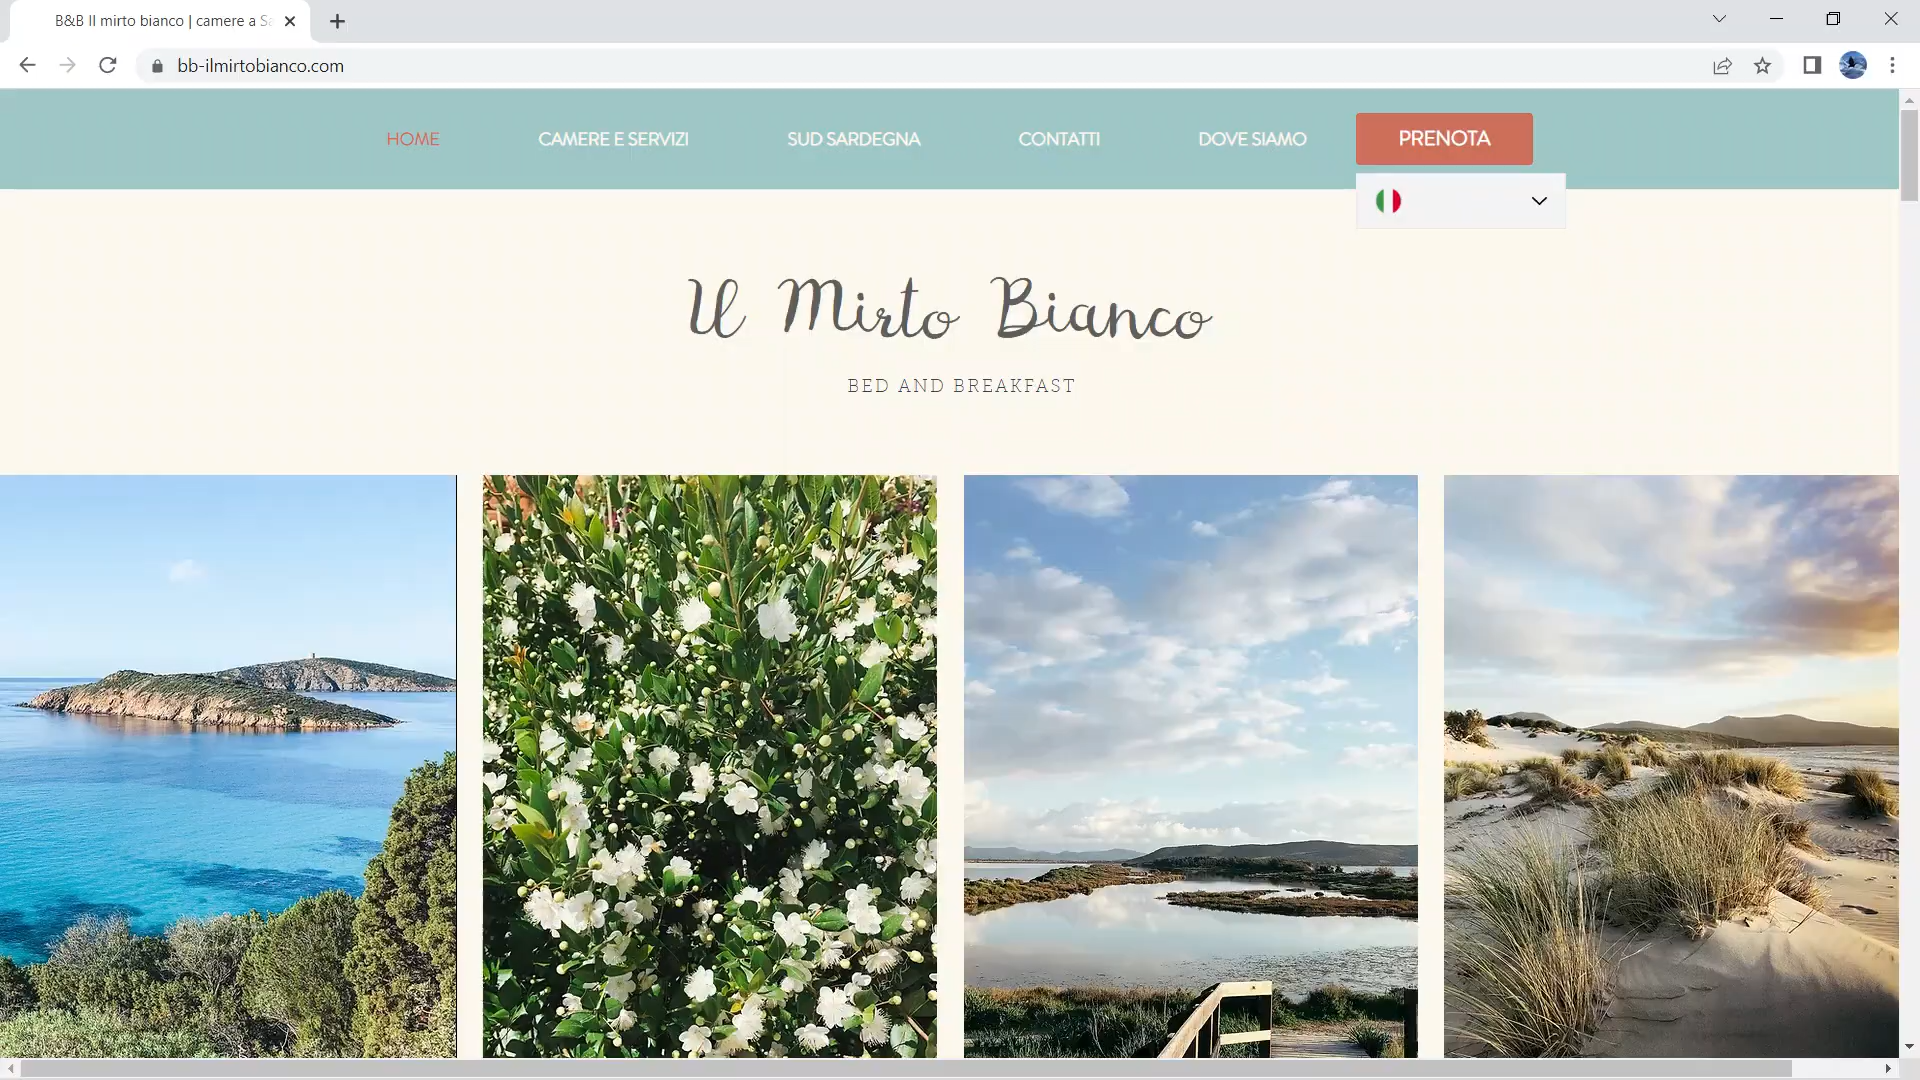 B&B Il mirto bianco | camere a Sa
bb-ilmirtobianco.com
HOME
CAMERE E SERVIZI
SUD SARDEGNA
CONTATTI
DOVE SIAMO
PRENOTA
Il Mirto Bianco
BED AND BREAKFAST